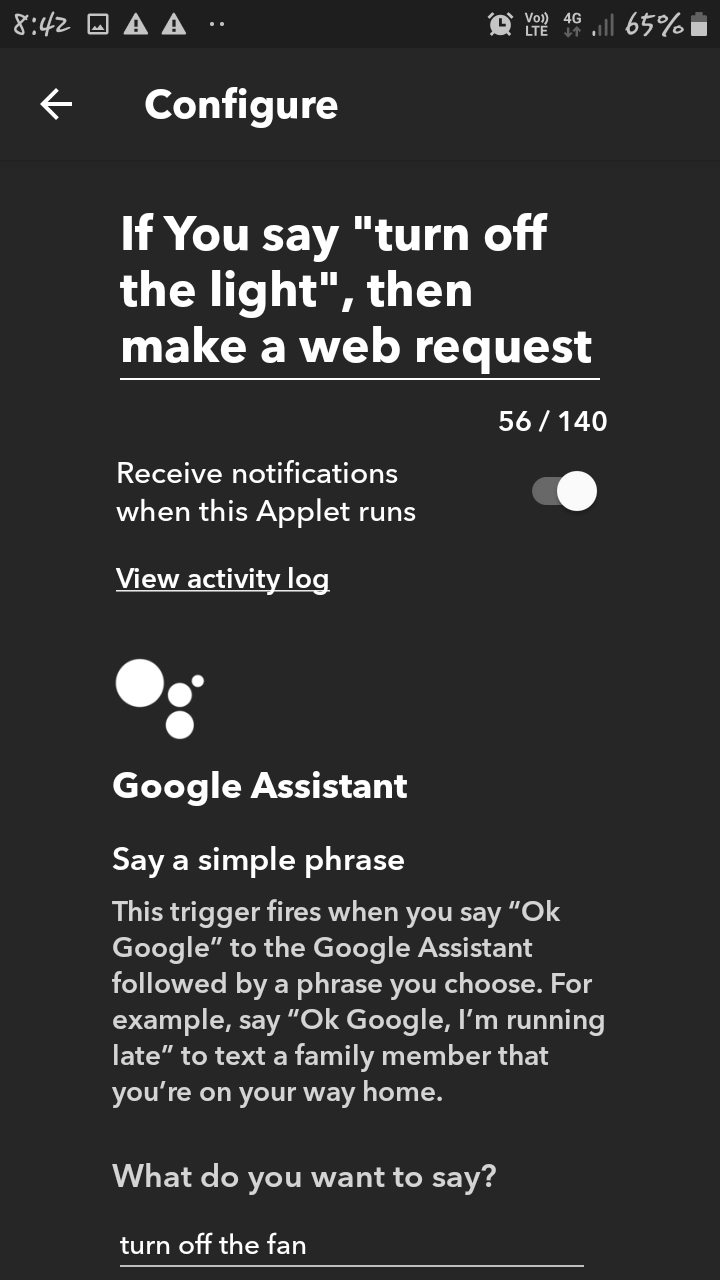 8:42
Vo)) LTE 4G 65%
Configure
If You say "turn off
the light", then
make a web request
56 / 140
Receive notifications
when this Applet runs
View activity log
Google Assistant
Say a simple phrase
This trigger fires when you say “Ok
Google” to the Google Assistant
followed by a phrase you choose. For
example, say “Ok Google, I’m running
late” to text a family member that
you’re on your way home.
What do you want to say?
turn off the fan